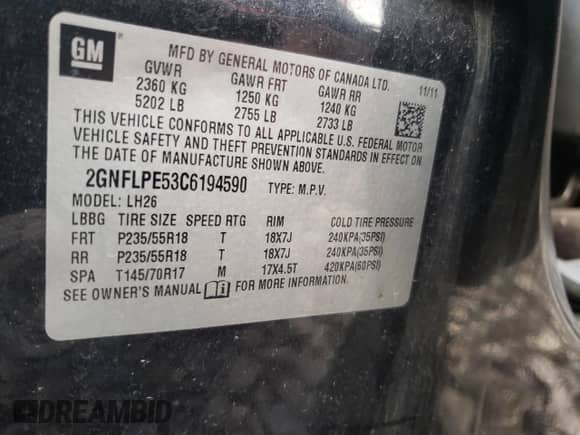 GM
MFD BY GENERAL MOTORS OF CANADA LTD.
GVWR GAWR FRT GAWR RR 11/11
2360 KG 1250 KG 1240 KG
5202 LB 2755 LB 2733 LB
THIS VEHICLE CONFORMS TO ALL APPLICABLE U.S. FEDERAL MOTOR
VEHICLE SAFETY AND THEFT PREVENTION STANDARDS IN EFFECT ON
THE DATE OF MANUFACTURE SHOWN ABOVE.
2GNFLPE53C6194590 TYPE: M.P.V.
MODEL: LH26
LBBG TIRE SIZE SPEED RTG RIM COLD TIRE PRESSURE
FRT P235/55R18 T 18X7J 240KPA(35PSI)
RR P235/55R18 T 18X7J 240KPA(35PSI)
SPA T145/70R17 M 17X4.5T 420KPA(60PSI)
SEE OWNER'S MANUAL FOR MORE INFORMATION.
DREAMBID